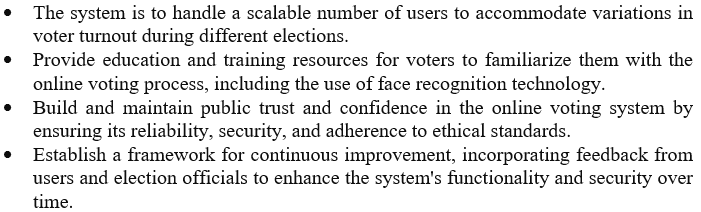 • The system is to handle a scalable number of users to accommodate variations in
voter turnout during different elections.
• Provide education and training resources for voters to familiarize them with the
online voting process, including the use of face recognition technology.
• Build and maintain public trust and confidence in the online voting system by
ensuring its reliability, security, and adherence to ethical standards.
• Establish a framework for continuous improvement, incorporating feedback from
users and election officials to enhance the system's functionality and security over
time.